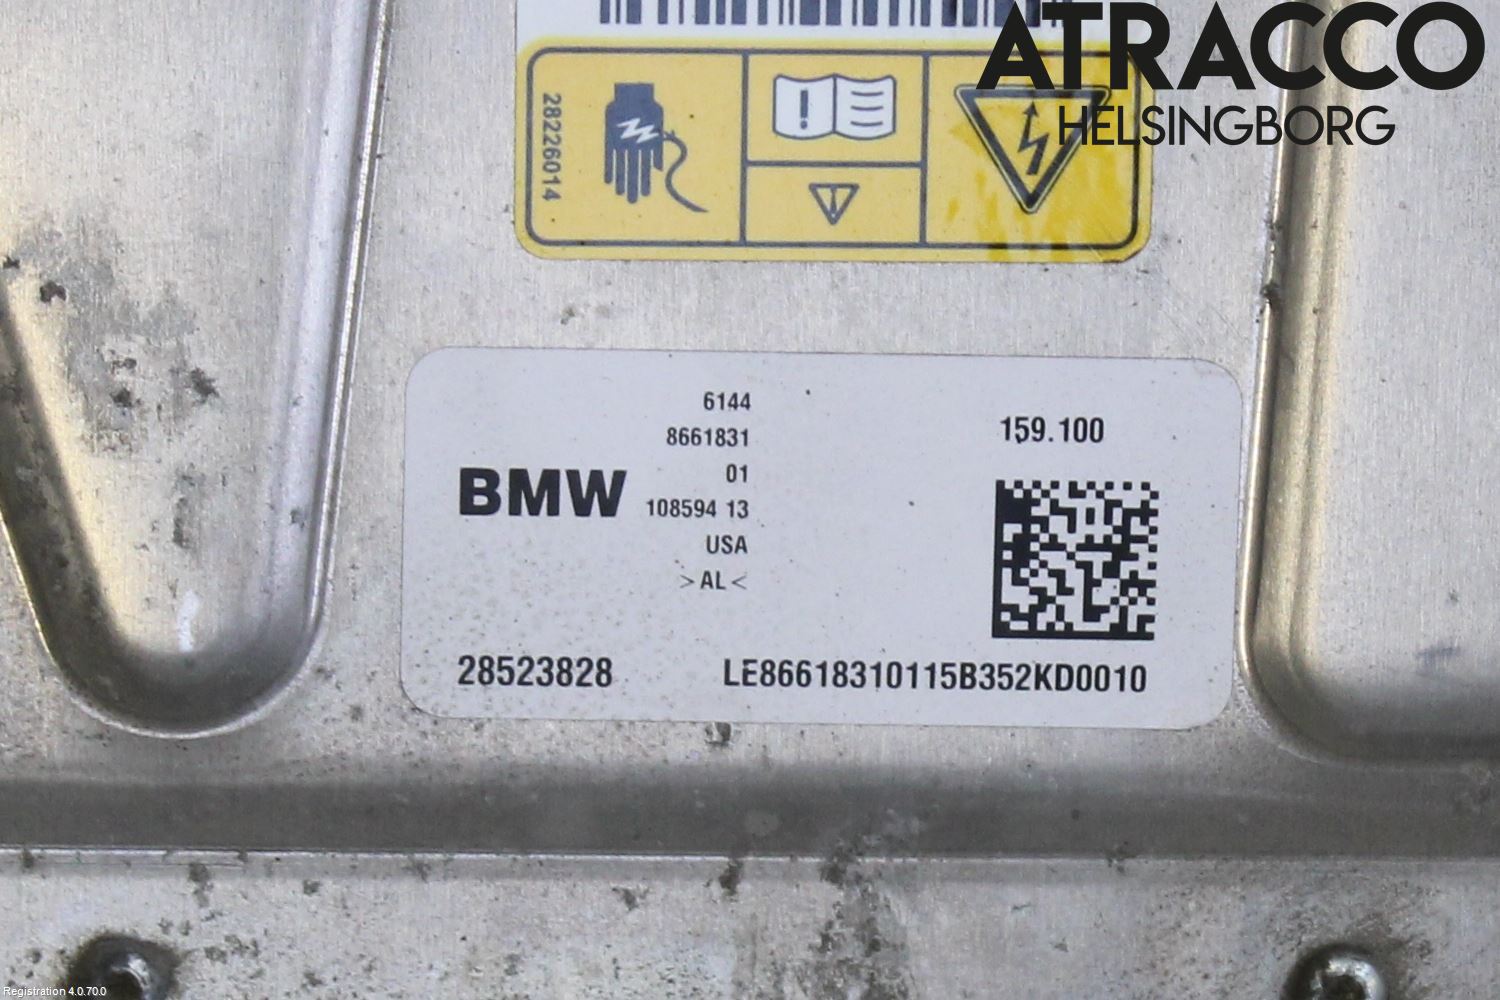 ATRACCO
HELSINGBORG
28226014
6144
8661831
01
BMW 108594 13
USA
>AL<
159.100
28523828 LE86618310115B352KD0010
Registration 4.0.70.0